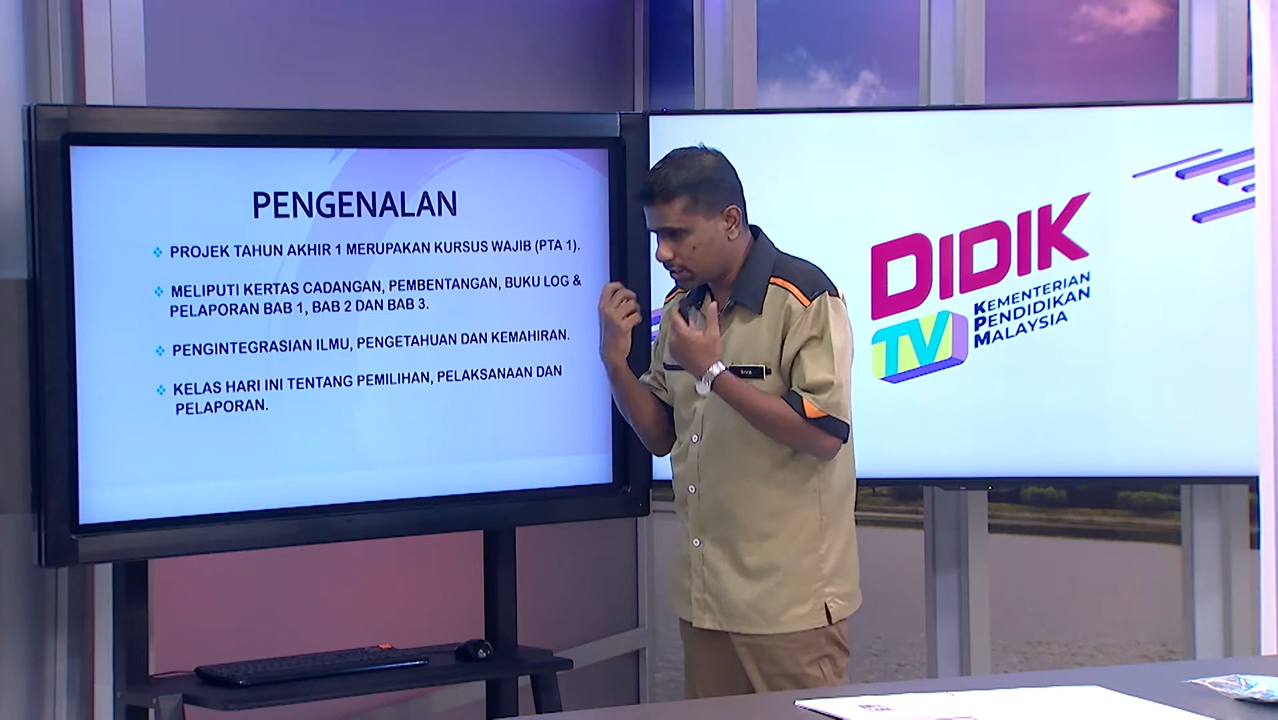 PENGENALAN
PROJEK TAHUN AKHIR 1 MERUPAKAN KURSUS WAJIB (PTA 1).
MELIPUTI KERTAS CADANGAN, PEMBENTANGAN, BUKU LOG &
PELAPORAN BAB 1, BAB 2 DAN BAB 3.
PENGINTEGRASIAN ILMU, PENGETAHUAN DAN KEMAHIRAN.
KELAS HARI INI TENTANG PEMILIHAN, PELAKSANAAN DAN
PELAPORAN.
DIDIK
TV
KEMENTERIAN
PENDIDIKAN
MALAYSIA